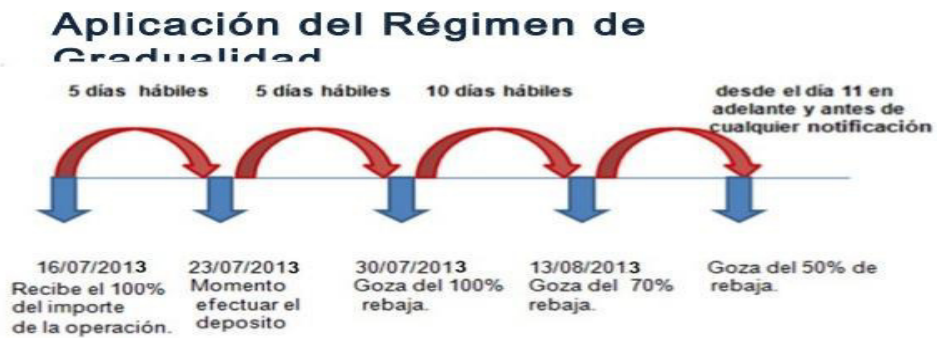 Aplicación del Régimen de
Gradualidad
5 días hábiles
5 días hábiles
10 días hábiles
desde el día 11 en
adelante y antes de
cualquier notificación
16/07/2013
Recibe el 100%
del importe
de la operación.
23/07/2013
Momento
efectuar el
deposito
30/07/2013
Goza del 100%
rebaja.
13/08/2013
Goza del 70%
rebaja.
Goza del 50% de
rebaja.